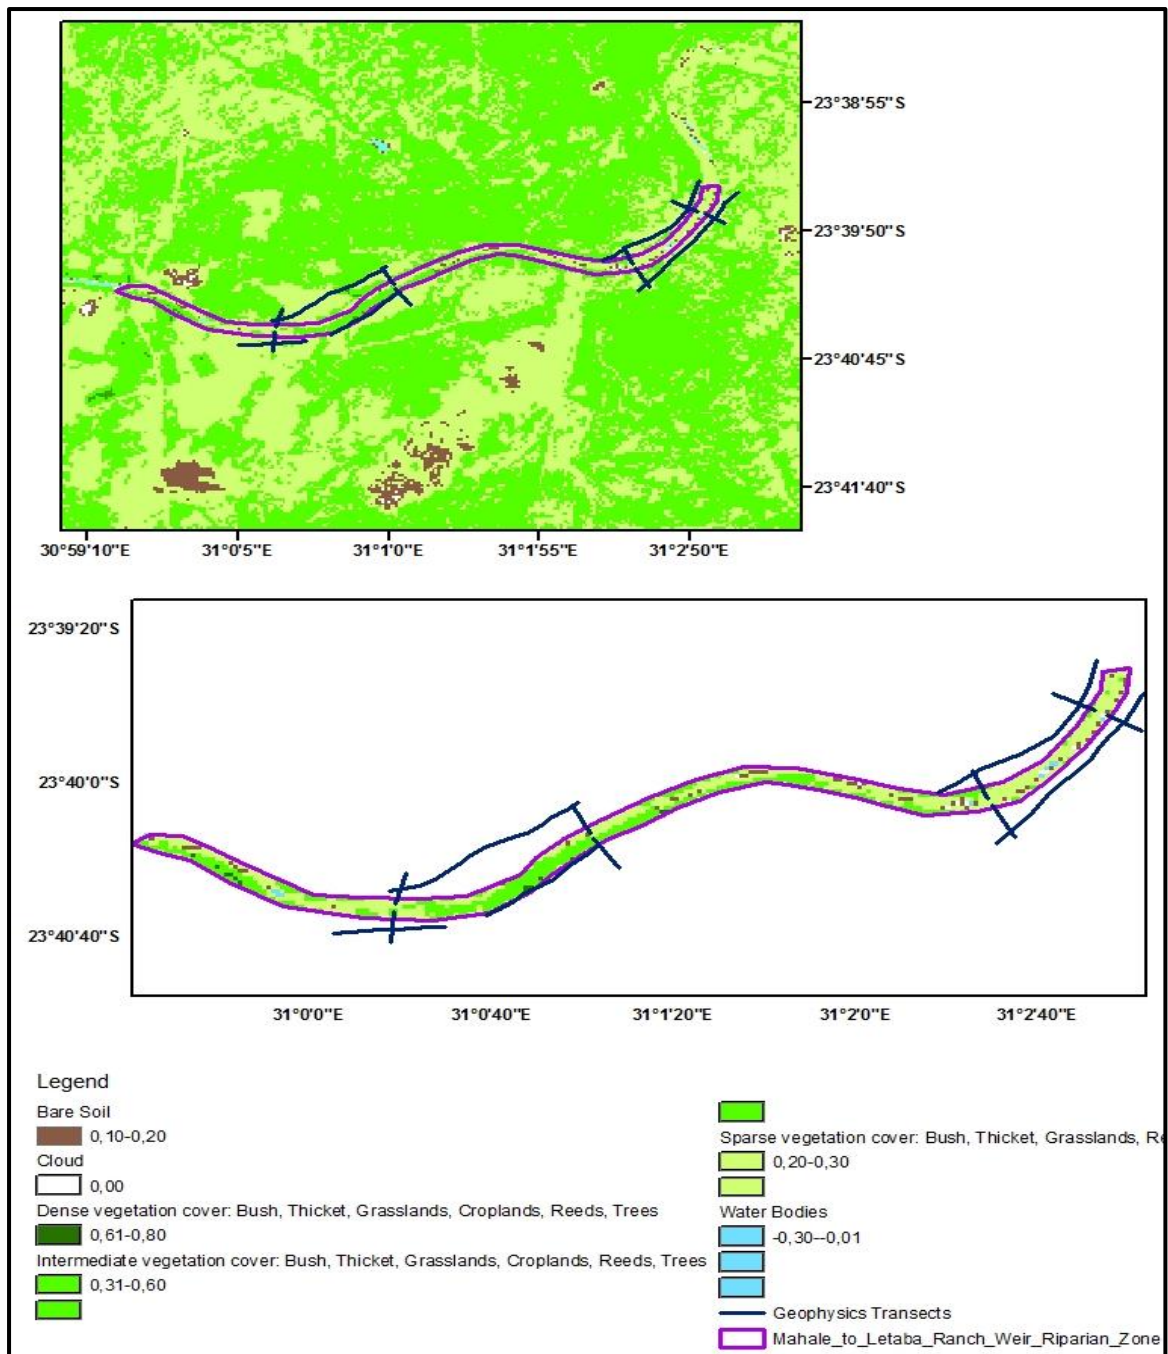 23°38'55"S
23°39'50"S
23°40'45"S
23°41'40"S
30°59'10"E 31°0'5"E 31°1'0"E 31°1'55"E 31°2'50"E
23°39'20"S
23°40'0"S
23°40'40"S
31°0'0"E 31°0'40"E 31°1'20"E 31°2'0"E 31°2'40"E
Legend
Bare Soil
0,10-0,20
Cloud
0,00
Dense vegetation cover: Bush, Thicket, Grasslands, Croplands, Reeds, Trees
0,61-0,80
Intermediate vegetation cover: Bush, Thicket, Grasslands, Croplands, Reeds, Trees
0,31-0,60
Sparse vegetation cover: Bush, Thicket, Grasslands,
0,20-0,30
Water Bodies
-0,30--0,01
Geophysics Transects
Mahale_to_Letaba_Ranch_Weir_Riparian_Zone